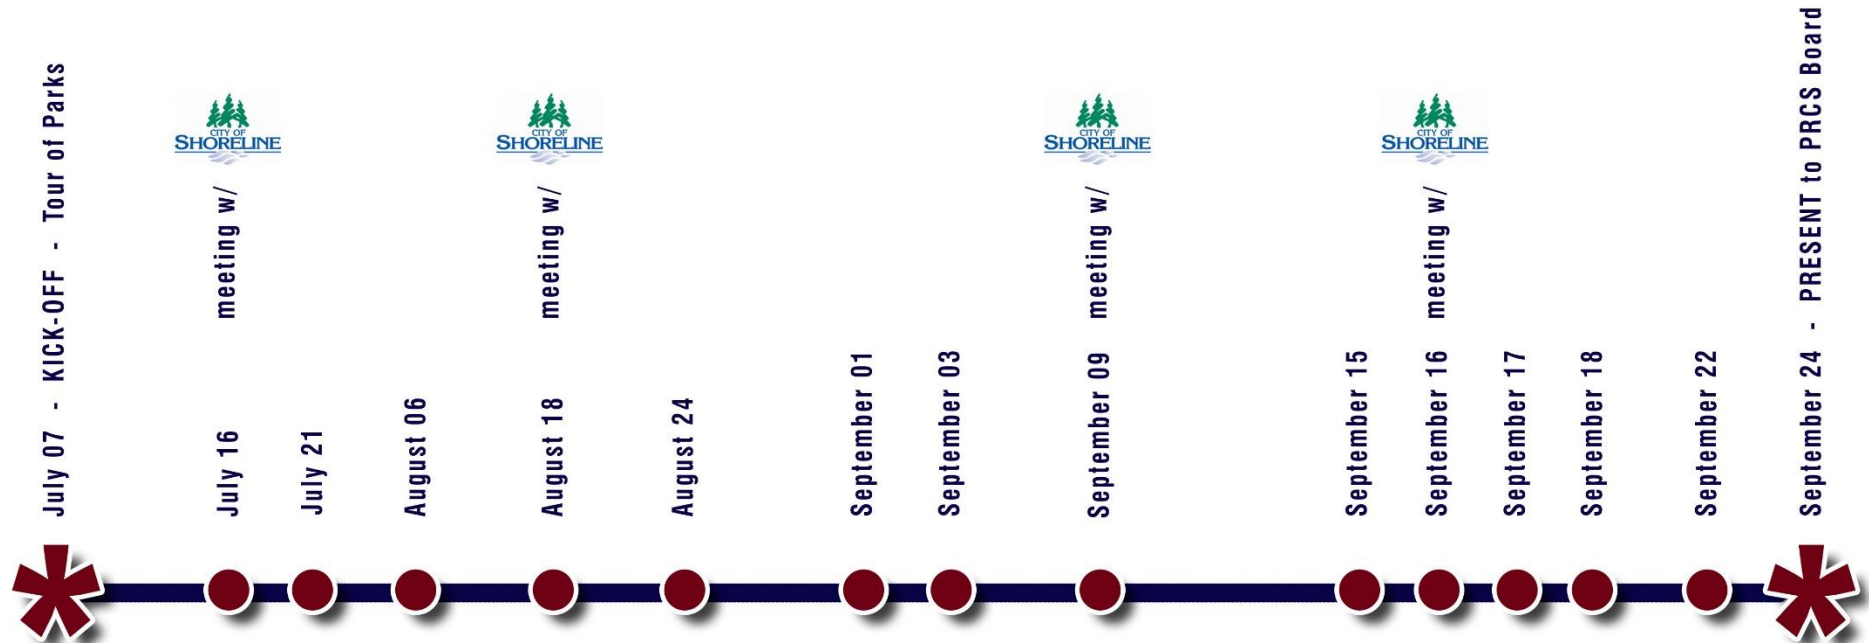 July 07 - KICK-OFF - Tour of Parks
CITY OF
SHORELINE
July 16 meeting w/
July 21
August 06
CITY OF
SHORELINE
August 18 meeting w/
August 24
September 01
September 03
CITY OF
SHORELINE
September 09 meeting w/
September 15
CITY OF
SHORELINE
September 16 meeting w/
September 17
September 18
September 22
September 24 - PRESENT to PRCS Board